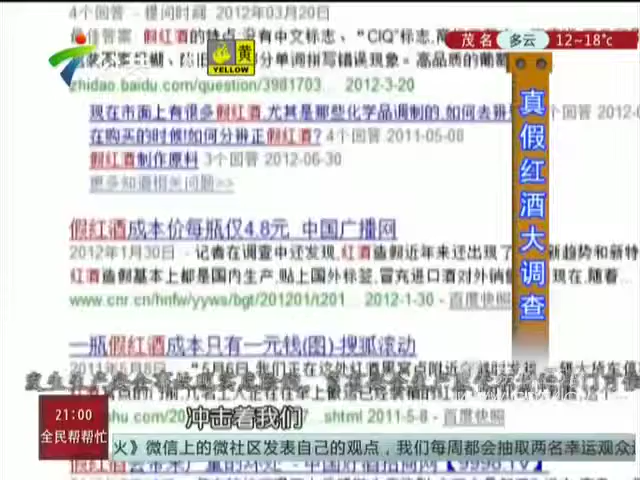 4个回答 - 提问时间 2012年03月20日
假红酒的特点 没有中文标志、"CIQ"标志
黄
YELLOW
茂名 多云 12~18℃
zhidao.baidu.com/question/3981703... 2012-3-20
现在市面上有很多假红酒,尤其是那些化学品调制的,如何去辨
在购买的时候!如何分辨正假红酒? 4个回答 2011-05-08
假红酒制作原料 3个回答 2012-06-30
更多知道相关问题>>
真假红酒大调查
假红酒成本价每瓶仅4.8元 中国广播网
2012年1月30日 - 记者在调查中还发现,红酒造假近年来还出现了
红酒造假基本上都是国内生产,贴上国外标签,冒充进口酒对外销
现在,随着...
www.cnr.cn/hnfw/yyws/bgt/201201/t201... 2012-1-30 - 百度快照
一瓶假红酒成本只有一元钱(图)-搜狐滚动
冲击着我们
.shtml 2011-5-8 - 百度快照
21:00
全民帮帮忙
火》微信上的微社区发表自己的观点，我们每周都会抽取两名幸运观众